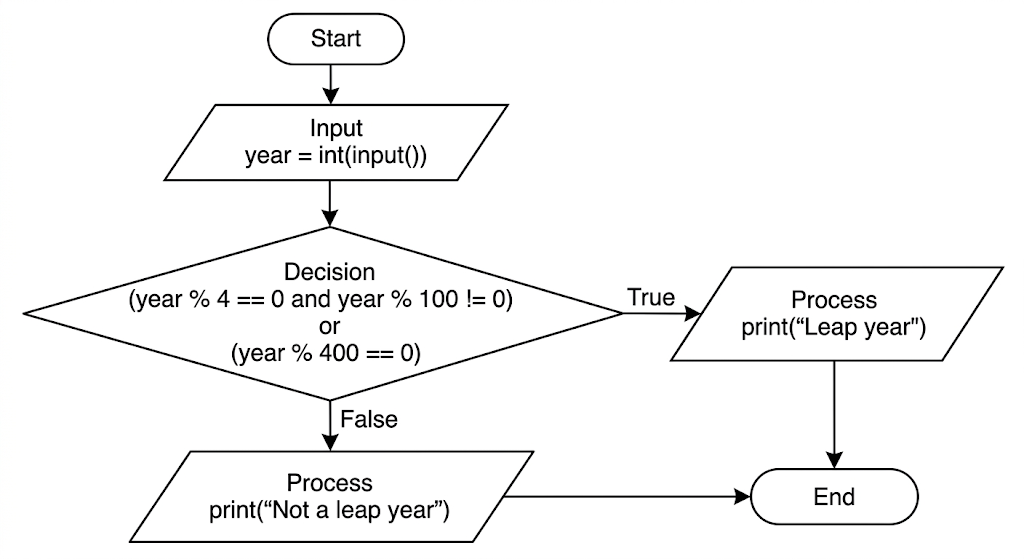 Start
Input
year = int(input())
Decision
(year % 4 == 0 and year % 100 != 0)
or
(year % 400 == 0)
True
Process
print(“Leap year")
False
Process
print(“Not a leap year”)
End